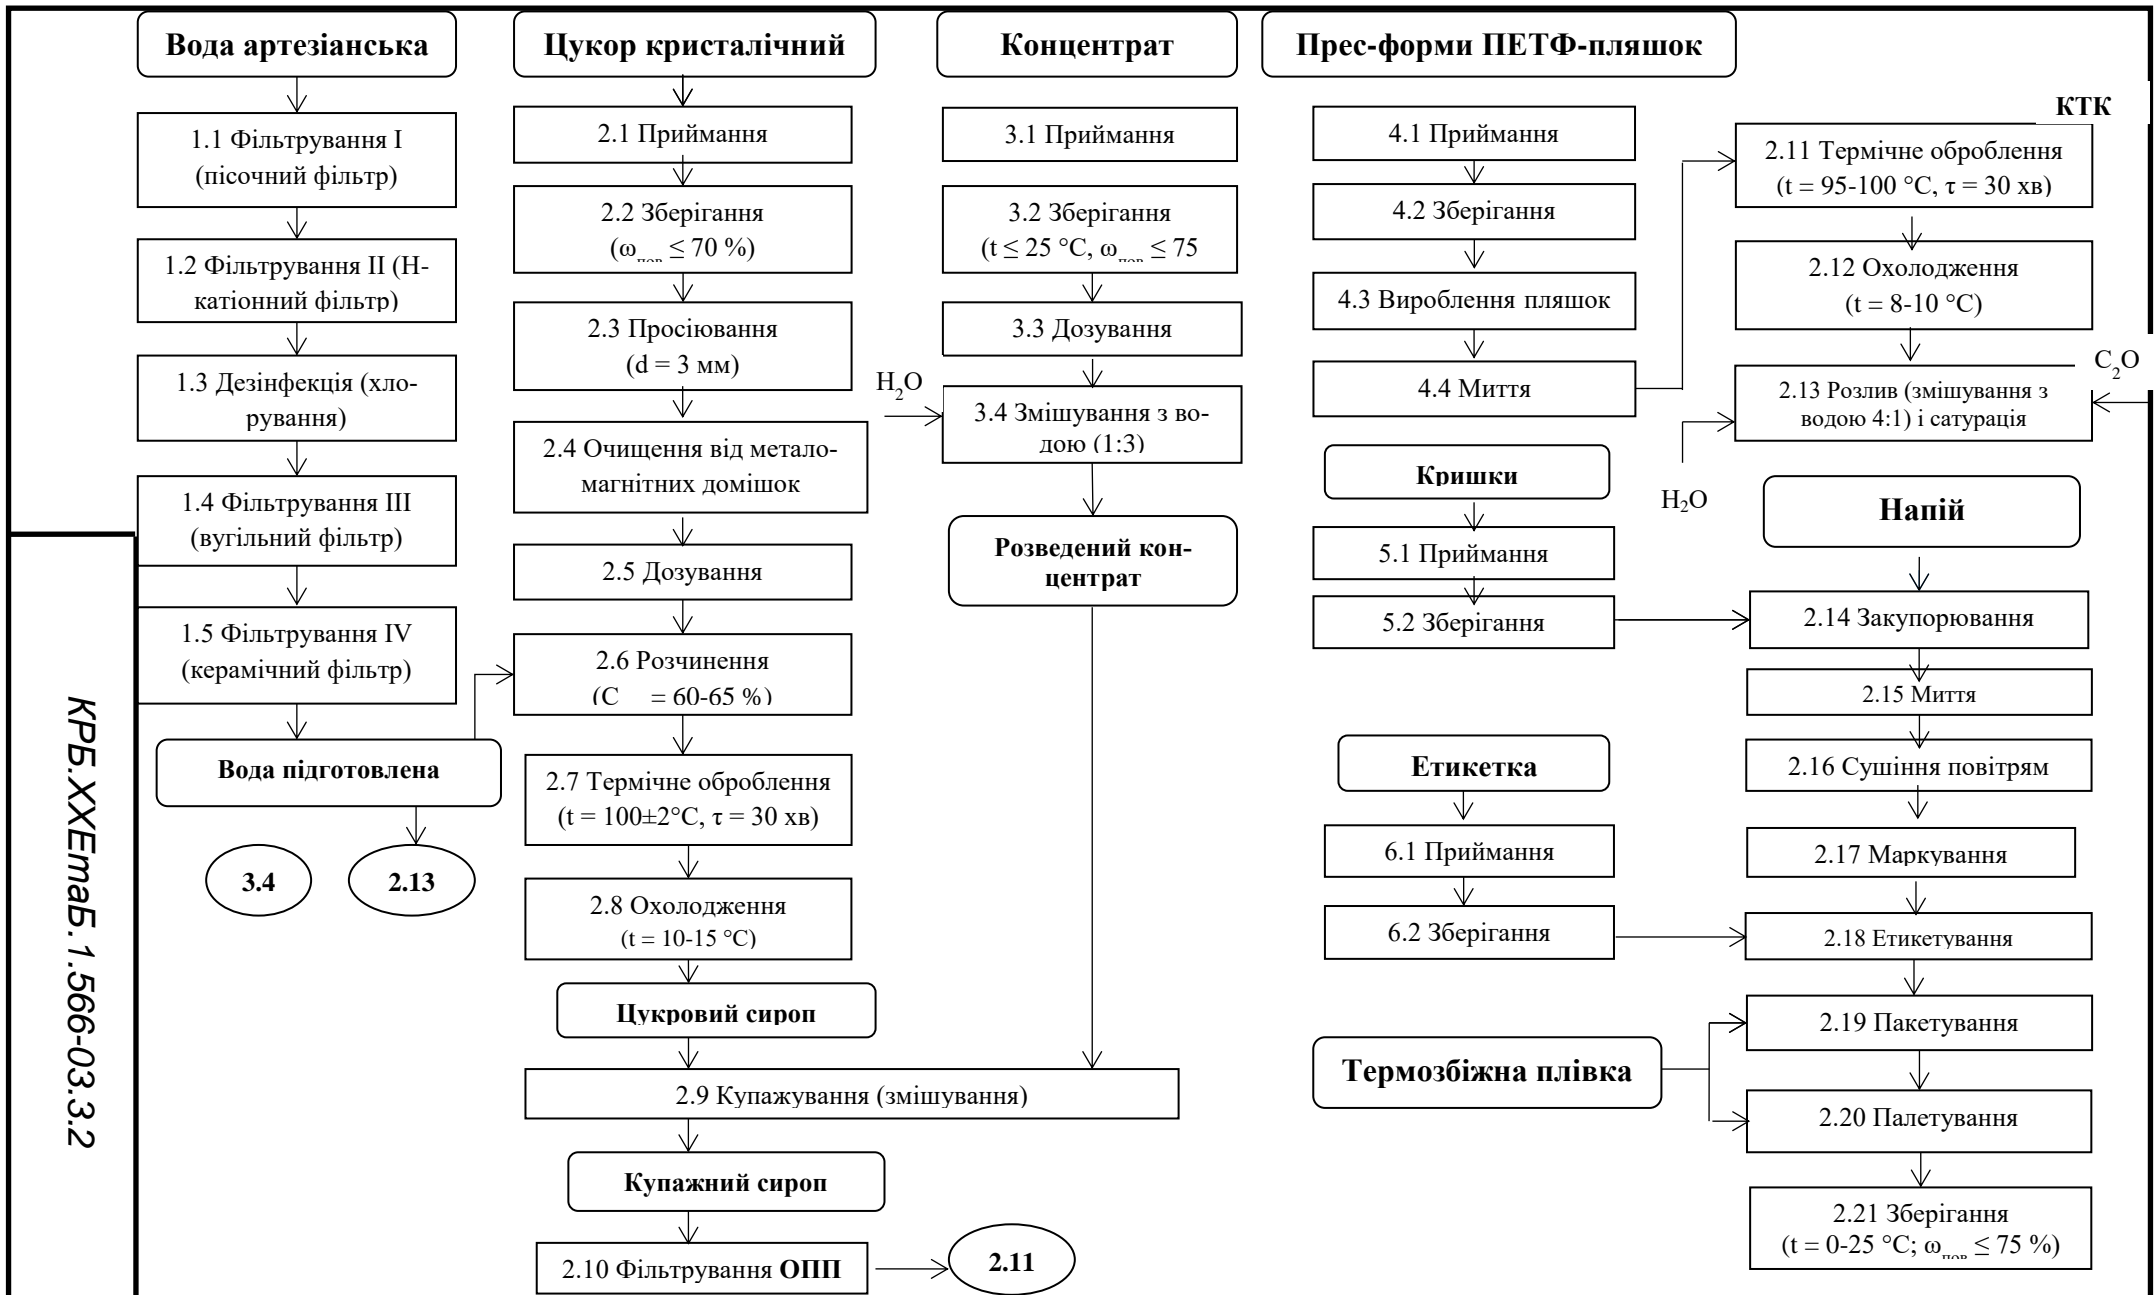 Вода артезіанська
1.1 Фільтрування I
(пісочний фільтр)
1.2 Фільтрування II (Н-
катіонний фільтр)
1.3 Дезінфекція (хло-
рування)
1.4 Фільтрування III
(вугільний фільтр)
1.5 Фільтрування IV
(керамічний фільтр)
Вода підготовлена
3.4
2.13
Цукор кристалічний
2.1 Приймання
2.2 Зберігання
(ω пов ≤ 70 %)
2.3 Просіювання
(d = 3 мм)
2.4 Очищення від метало-
магнітних домішок
2.5 Дозування
2.6 Розчинення
(С = 60-65 %)
2.7 Термічне оброблення
(t = 100±2°С, τ = 30 хв)
2.8 Охолодження
(t = 10-15 °С)
Цукровий сироп
2.9 Купажування (змішування)
Купажний сироп
2.10 Фільтрування ОПП
2.11
Концентрат
3.1 Приймання
3.2 Зберігання
(t ≤ 25 °С, ω пов ≤ 75
3.3 Дозування
H2O
3.4 Змішування з во-
дою (1:3)
Розведений кон-
центрат
Прес-форми ПЕТФ-пляшок
4.1 Приймання
4.2 Зберігання
4.3 Вироблення пляшок
4.4 Миття
Кришки
5.1 Приймання
5.2 Зберігання
Етикетка
6.1 Приймання
6.2 Зберігання
Термозбіжна плівка
КТК
2.11 Термічне оброблення
(t = 95-100 °С, τ = 30 хв)
2.12 Охолодження
(t = 8-10 °С)
C2O
2.13 Розлив (змішування з
водою 4:1) і сатурація
H2O
Напій
2.14 Закупорювання
2.15 Миття
2.16 Сушіння повітрям
2.17 Маркування
2.18 Етикетування
2.19 Пакетування
2.20 Палетування
2.21 Зберігання
(t = 0-25 °С; ω пов ≤ 75 %)
КРБ.ХХЕтаБ.1.566-03.3.2